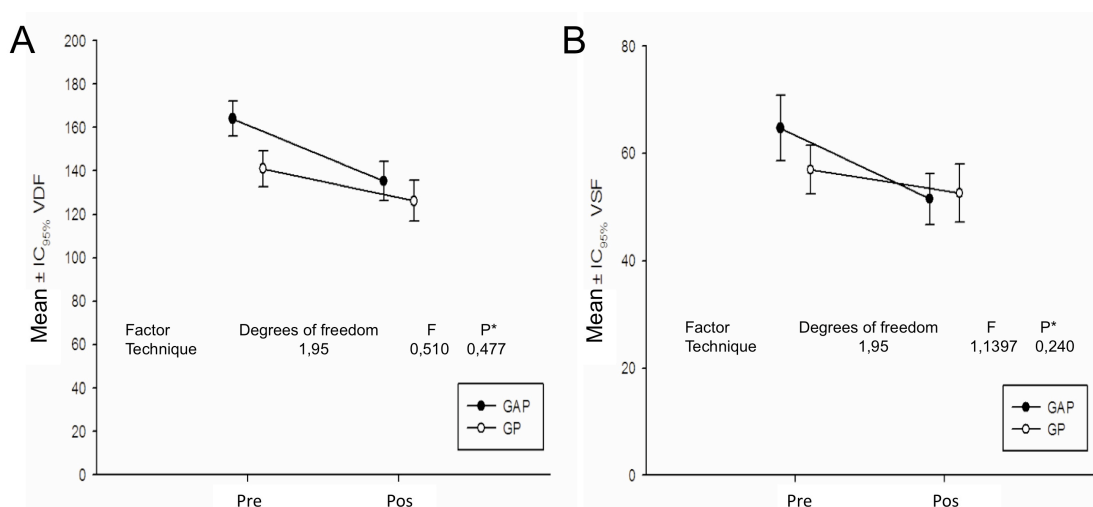 A
200
180
160
140
120
100
80
60
40
20
0
Mean ± IC95% VDF
Factor Degrees of freedom F P*
Technique 1,95 0,510 0,477
GAP
GP
Pre Pos
B
80
60
40
20
0
Mean ± IC95% VSF
Factor Degrees of freedom F P*
Technique 1,95 1,1397 0,240
GAP
GP
Pre Pos